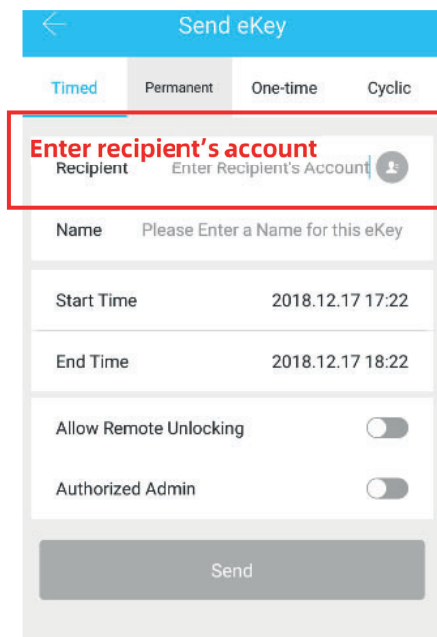 Send eKey
Timed Permanent One-time Cyclic
Enter recipient's account
Recipient Enter Recipient's Account
Name Please Enter a Name for this eKey
Start Time 2018.12.17 17:22
End Time 2018.12.17 18:22
Allow Remote Unlocking
Authorized Admin
Send